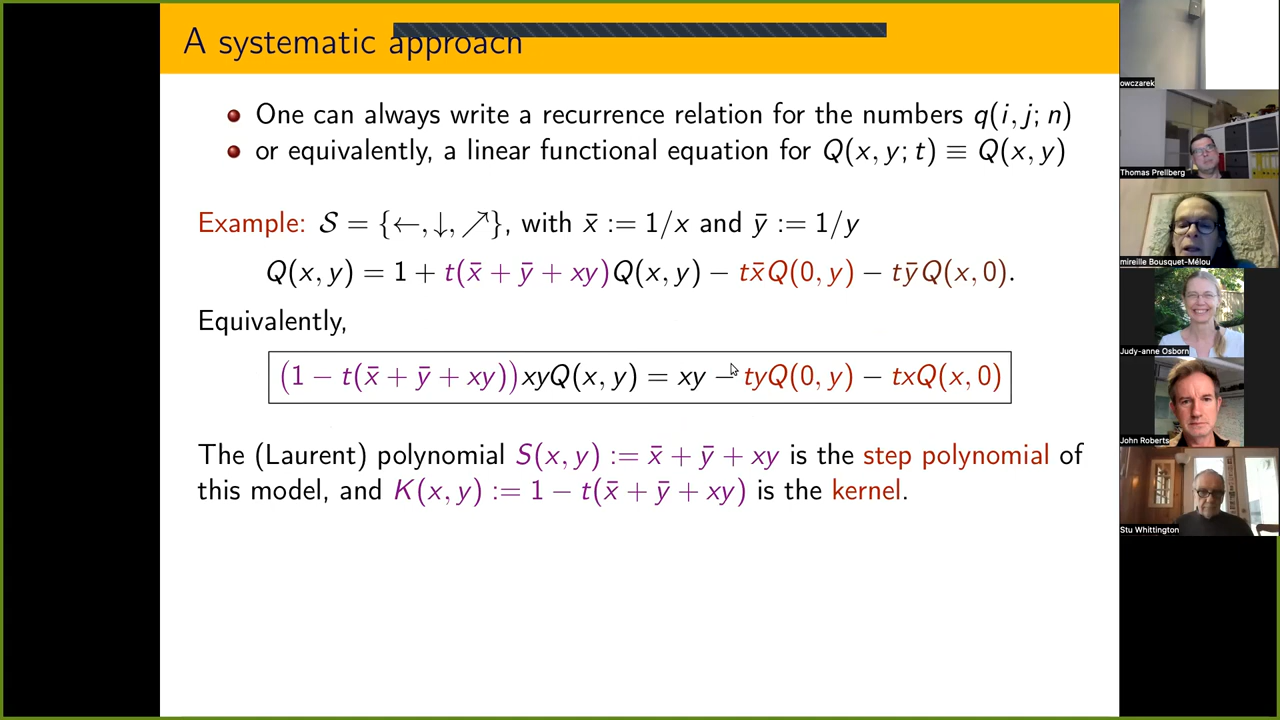 A systematic approach
One can always write a recurrence relation for the numbers q(i, j; n)
or equivalently, a linear functional equation for Q(x, y; t) ≡ Q(x, y)
Example: 𝒮 = {←, ↓, ↗}, with x̄ := 1/x and ȳ := 1/y
Q(x, y) = 1 + t(x̄ + ȳ + xy)Q(x, y) − tx̄Q(0, y) − tȳQ(x, 0).
Equivalently,
(1 − t(x̄ + ȳ + xy))xyQ(x, y) = xy − tyQ(0, y) − txQ(x, 0)
The (Laurent) polynomial S(x, y) := x̄ + ȳ + xy is the step polynomial of
this model, and K(x, y) := 1 − t(x̄ + ȳ + xy) is the kernel.
owczarek
Thomas Prellberg
mireille Bousquet-Mélou
Judy-anne Osborn
John Roberts
Stu Whittington